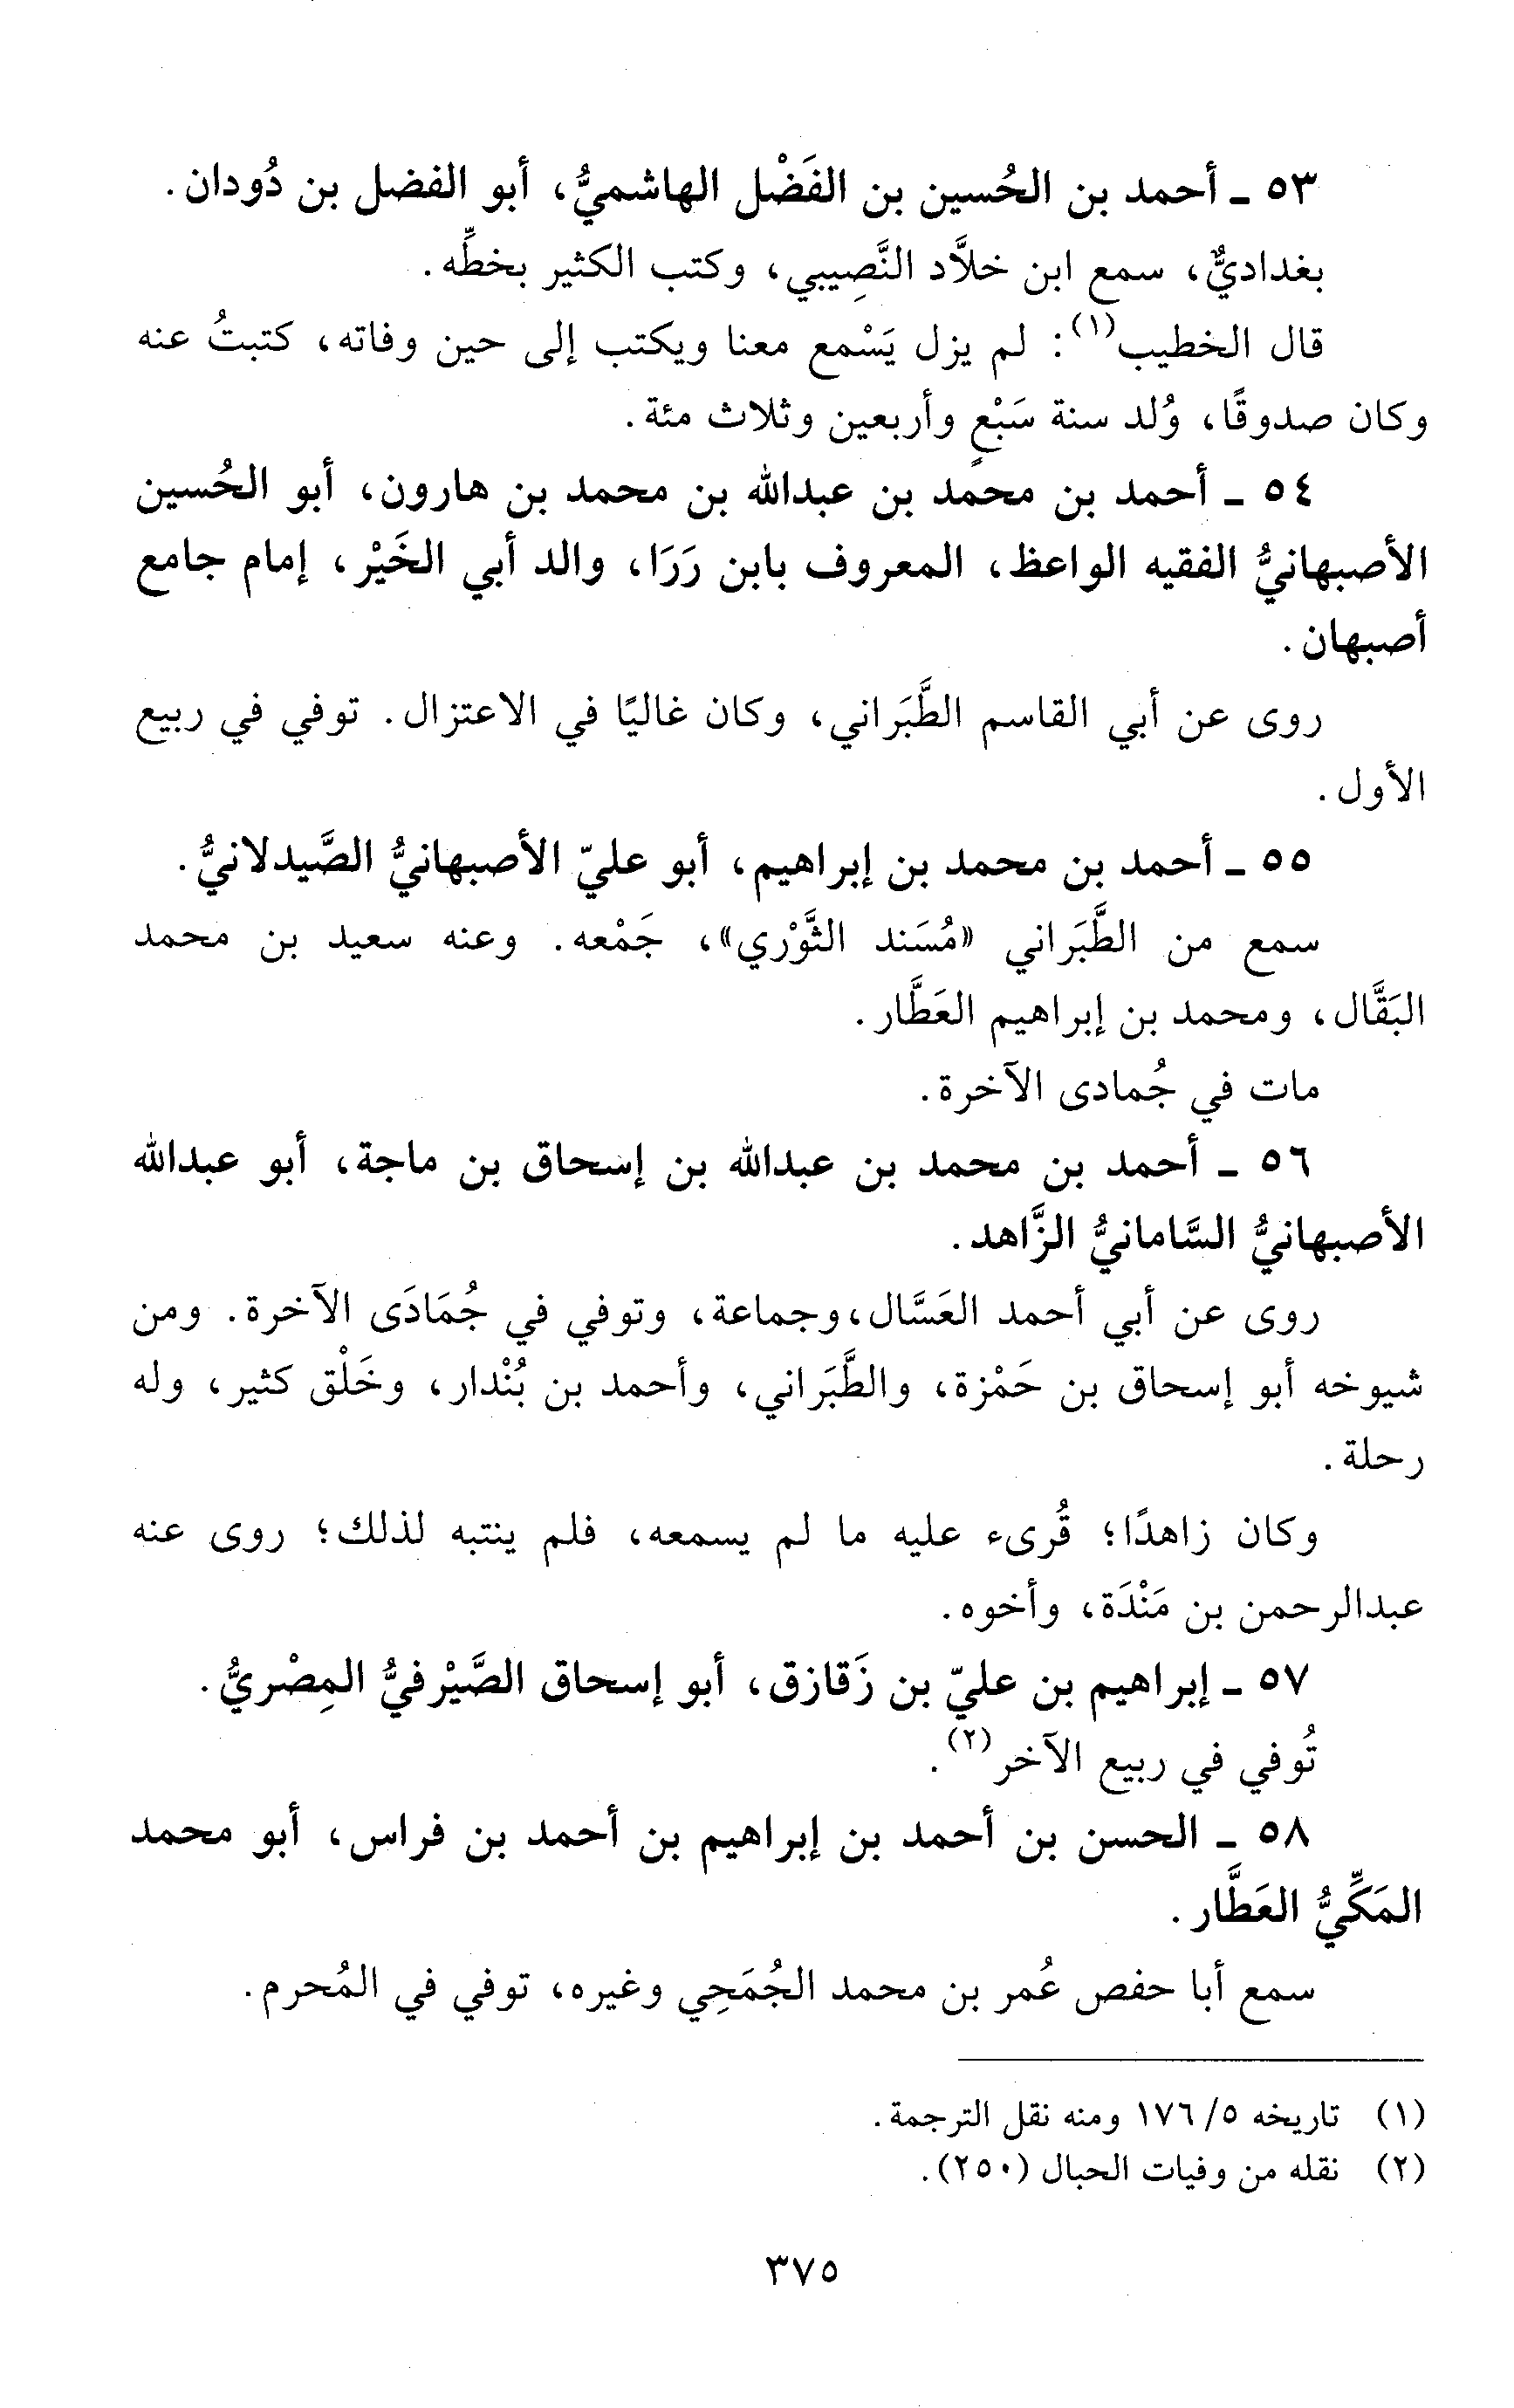 ٥٣ ـ أحمد بن الحُسين بن الفَضْل الهاشميُّ، أبو الفضل بن دُودان.
بغداديٌّ، سمع ابن خلاَّد النَّصِيبي، وكتب الكثير بخطِّه.
قال الخطيب(١): لم يزل يَسْمع معنا ويكتب إلى حين وفاته، كتبتُ عنه
وكان صدوقًا، وُلد سنة سَبْعٍ وأربعين وثلاث مئة.
٥٤ ـ أحمد بن محمد بن عبدالله بن محمد بن هارون، أبو الحُسين
الأصبهانيُّ الفقيه الواعظ، المعروف بابن رَرَا، والد أبي الخَيْر، إمام جامع
أصبهان.
روى عن أبي القاسم الطَّبَراني، وكان غاليًا في الاعتزال. توفي في ربيع
الأول.
٥٥ ـ أحمد بن محمد بن إبراهيم، أبو عليّ الأصبهانيُّ الصَّيدلانيُّ.
سمع من الطَّبَراني «مُسَند الثَّوْري»، جَمْعه. وعنه سعيد بن محمد
البَقَّال، ومحمد بن إبراهيم العَطَّار.
مات في جُمادى الآخرة.
٥٦ ـ أحمد بن محمد بن عبدالله بن إسحاق بن ماجة، أبو عبدالله
الأصبهانيُّ السَّامانيُّ الزَّاهد.
روى عن أبي أحمد العَسَّال، وجماعة، وتوفي في جُمَادَى الآخرة. ومن
شيوخه أبو إسحاق بن حَمْزة، والطَّبَراني، وأحمد بن بُنْدار، وخَلْق كثير، وله
رحلة.
وكان زاهدًا؛ قُرىء عليه ما لم يسمعه، فلم ينتبه لذلك؛ روى عنه
عبدالرحمن بن مَنْدَة، وأخوه.
٥٧ ـ إبراهيم بن عليّ بن زَقازق، أبو إسحاق الصَّيْرفيُّ المِصْريُّ.
تُوفي في ربيع الآخر(٢).
٥٨ ـ الحسن بن أحمد بن إبراهيم بن أحمد بن فراس، أبو محمد
المَكِّيُّ العَطَّار.
سمع أبا حفص عُمر بن محمد الجُمَحِي وغيره، توفي في المُحرم.
(١) تاريخه ٥/ ١٧٦ ومنه نقل الترجمة.
(٢) نقله من وفيات الحبال (٢٥٠).
٣٧٥